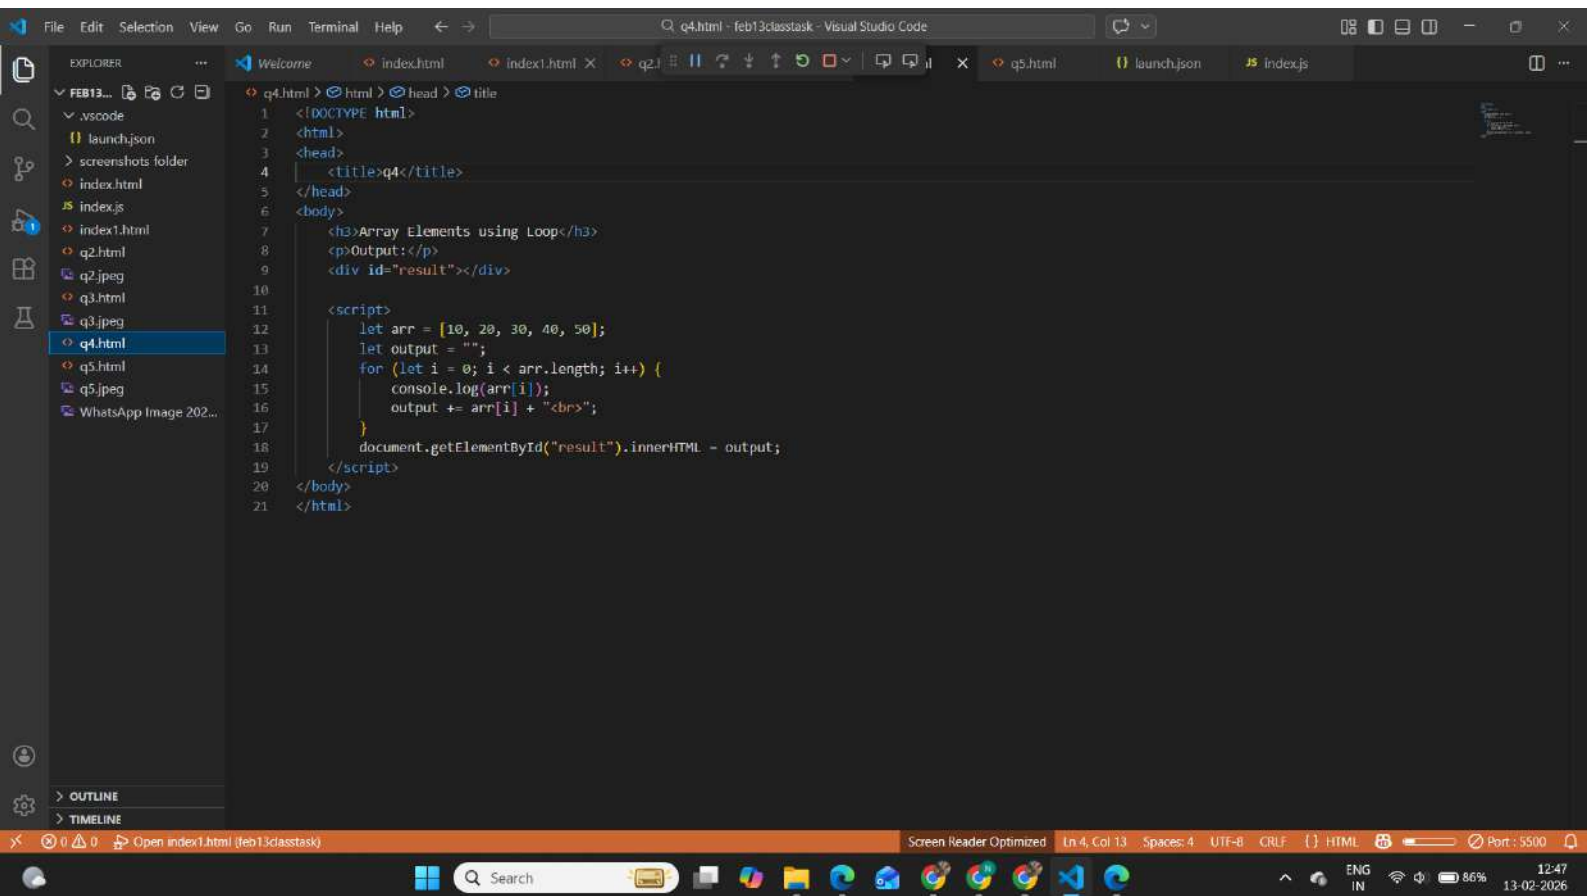 File Edit Selection View Go Run Terminal Help
q4.html - feb13classtask - Visual Studio Code
EXPLORER
Welcome
index.html
index1.html
q5.html
launch.json
index.js
FEB13...
q4.html > html > head > title
.vscode
launch.json
screenshots folder
index.html
index.js
index1.html
q2.html
q2.jpeg
q3.html
q3.jpeg
q4.html
q5.html
q5.jpeg
WhatsApp Image 202...
1 <!DOCTYPE html>
2 <html>
3 <head>
4 <title>q4</title>
5 </head>
6 <body>
7 <h3>Array Elements using Loop</h3>
8 <p>Output:</p>
9 <div id="result"></div>
10
11 <script>
12 let arr = [10, 20, 30, 40, 50];
13 let output = "";
14 for (let i = 0; i < arr.length; i++) {
15 console.log(arr[i]);
16 output += arr[i] + "<br>";
17 }
18 document.getElementById("result").innerHTML = output;
19 </script>
20 </body>
21 </html>
OUTLINE
TIMELINE
0 0 Open index1.html (feb13classtask)
Screen Reader Optimized Ln 4, Col 13 Spaces: 4 UTF-8 CRLF {} HTML Port : 5500
Search
ENG
IN
86%
12:47
13-02-2026